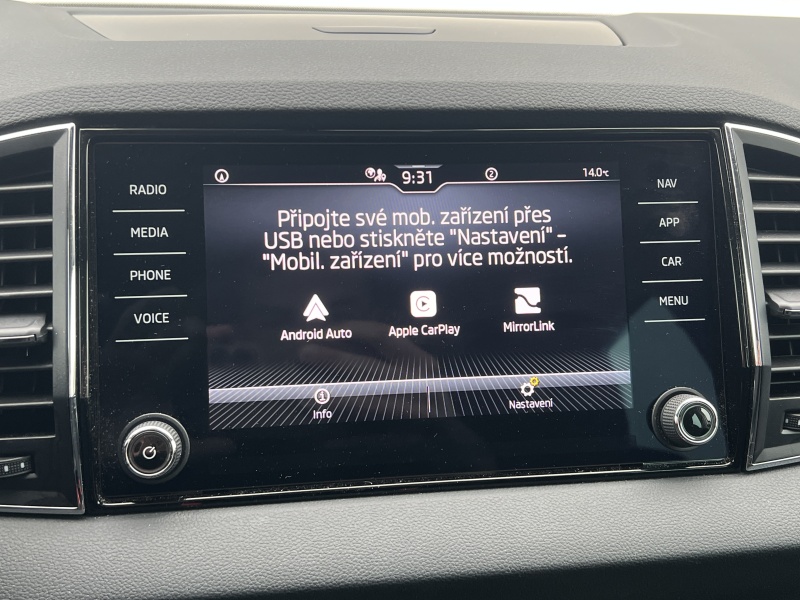 9:31
2
14.0°C
RADIO
MEDIA
PHONE
VOICE
Připojte své mob. zařízení přes
USB nebo stiskněte "Nastavení" –
"Mobil. zařízení" pro více možností.
Android Auto
Apple CarPlay
MirrorLink
Info
Nastavení
NAV
APP
CAR
MENU